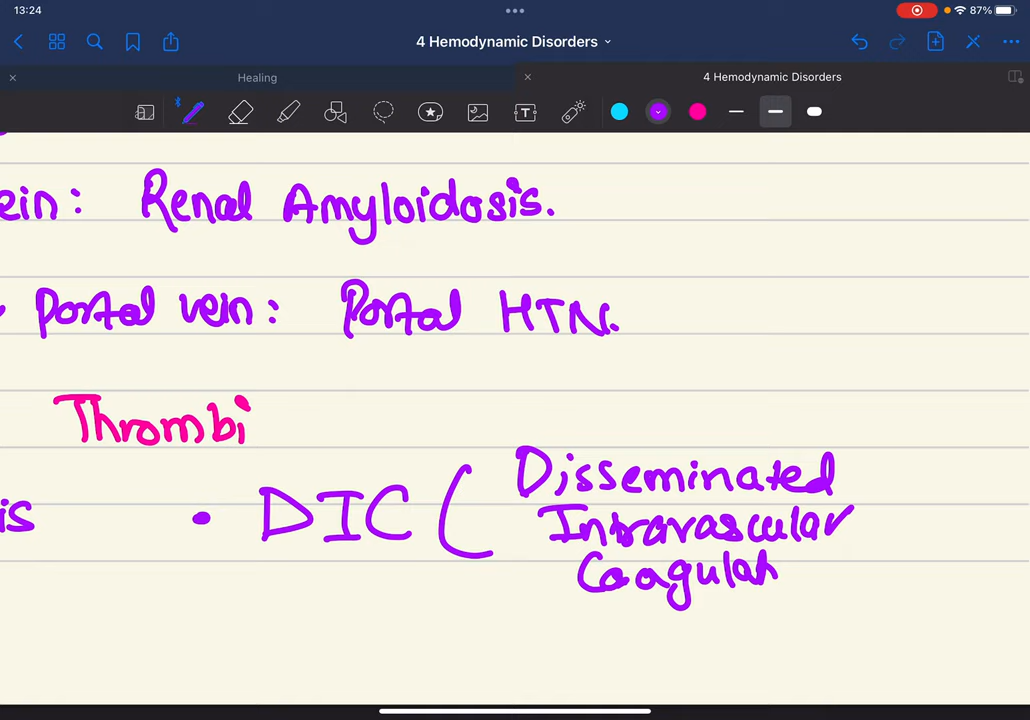 13:24
87%
4 Hemodynamic Disorders
Healing
4 Hemodynamic Disorders
ein: Renal Amyloidosis.
Portal vein: Portal HTN.
Thrombi
is • DIC ( Disseminated
Intravascular
Coagulati